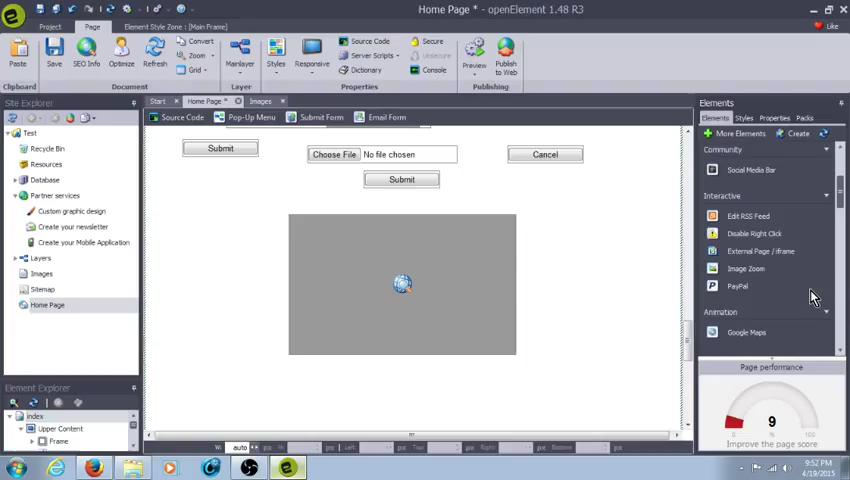 Home Page * - openElement 1.48 R3
Project
Page
Element Style Zone : [Main Frame]
Like
Paste
Save
SEO Info
Optimize
Refresh
Convert
Zoom
Grid
Mainlayer
Styles
Responsive
Source Code
Server Scripts
Dictionary
Secure
Unsecure
Console
Preview
Publish
to Web
Clipboard
Document
Layer
Properties
Publishing
Site Explorer
Test
Recycle Bin
Resources
Database
Partner services
Custom graphic design
Create your newsletter
Create your Mobile Application
Layers
Images
Sitemap
Home Page
Element Explorer
index
Upper Content
Frame
Start
Home Page *
Images
Source Code
Pop-Up Menu
Submit Form
Email Form
Submit
Choose File No file chosen
Cancel
Submit
W: auto
Elements
Elements
Styles
Properties
Packs
More Elements
Create
Community
Social Media Bar
Interactive
Edit RSS Feed
Disable Right Click
External Page / iframe
Image Zoom
PayPal
Animation
Google Maps
Page performance
9
%
0
100
Improve the page score
9:52 PM
4/19/2015